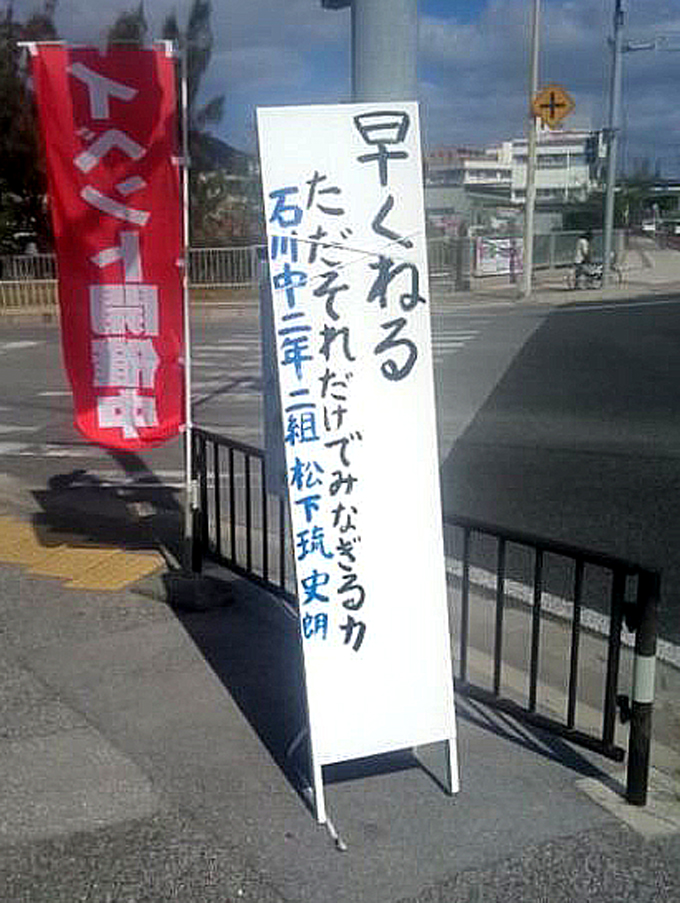 早くねる
ただそれだけでみなぎる力
石川中二年二組 松下琉史朗
イベント開催中